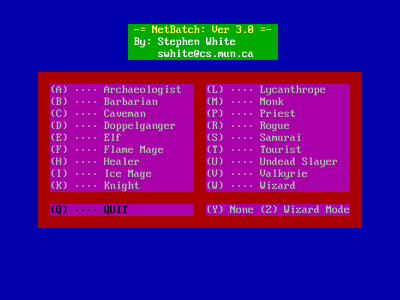 -= NetBatch: Ver 3.0 =-
By: Stephen White
swhite@cs.mun.ca
(A) ···· Archaeologist
(B) ···· Barbarian
(C) ···· Caveman
(D) ···· Doppelganger
(E) ···· Elf
(F) ···· Flame Mage
(H) ···· Healer
(I) ···· Ice Mage
(K) ···· Knight
(Q) ···· QUIT
(L) ···· Lycanthrope
(M) ···· Monk
(P) ···· Priest
(R) ···· Rogue
(S) ···· Samurai
(T) ···· Tourist
(U) ···· Undead Slayer
(V) ···· Valkyrie
(W) ···· Wizard
(Y) None (Z) Wizard Mode